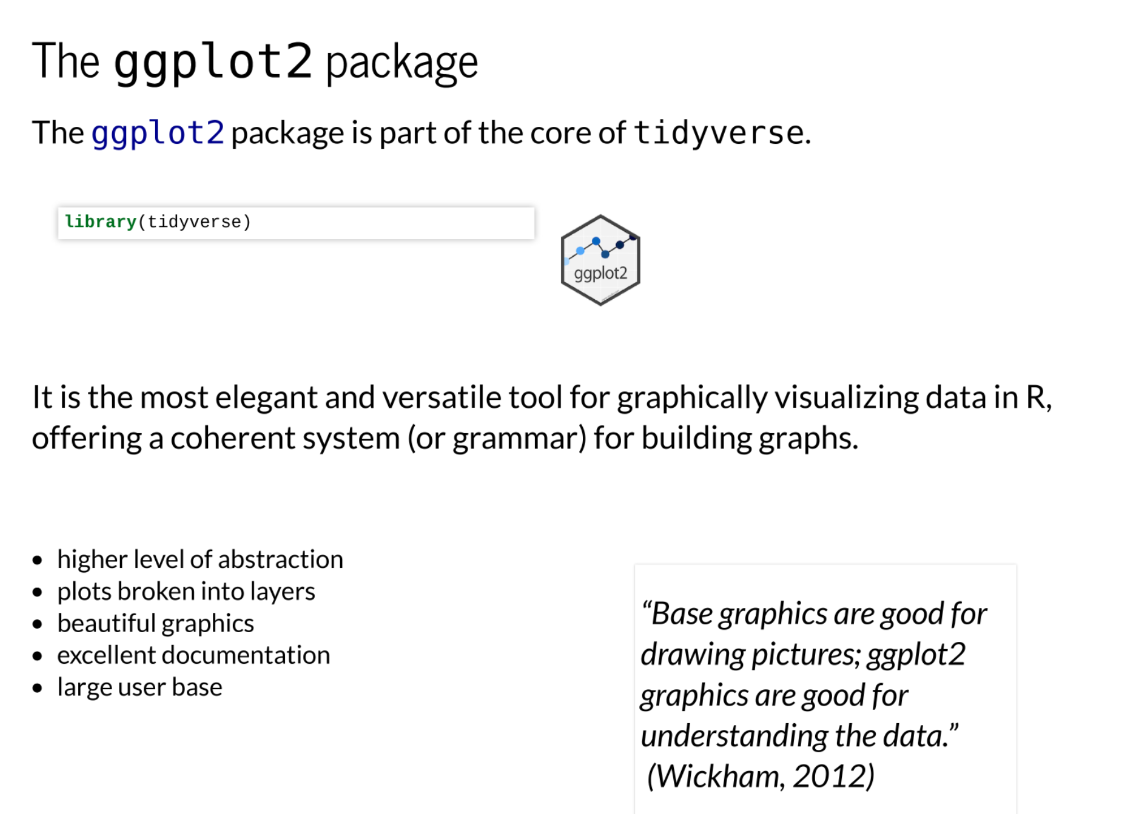 The ggplot2 package
The ggplot2 package is part of the core of tidyverse.
library(tidyverse)
ggplot2
It is the most elegant and versatile tool for graphically visualizing data in R,
offering a coherent system (or grammar) for building graphs.
• higher level of abstraction
• plots broken into layers
• beautiful graphics
• excellent documentation
• large user base
“Base graphics are good for
drawing pictures; ggplot2
graphics are good for
understanding the data.”
(Wickham, 2012)